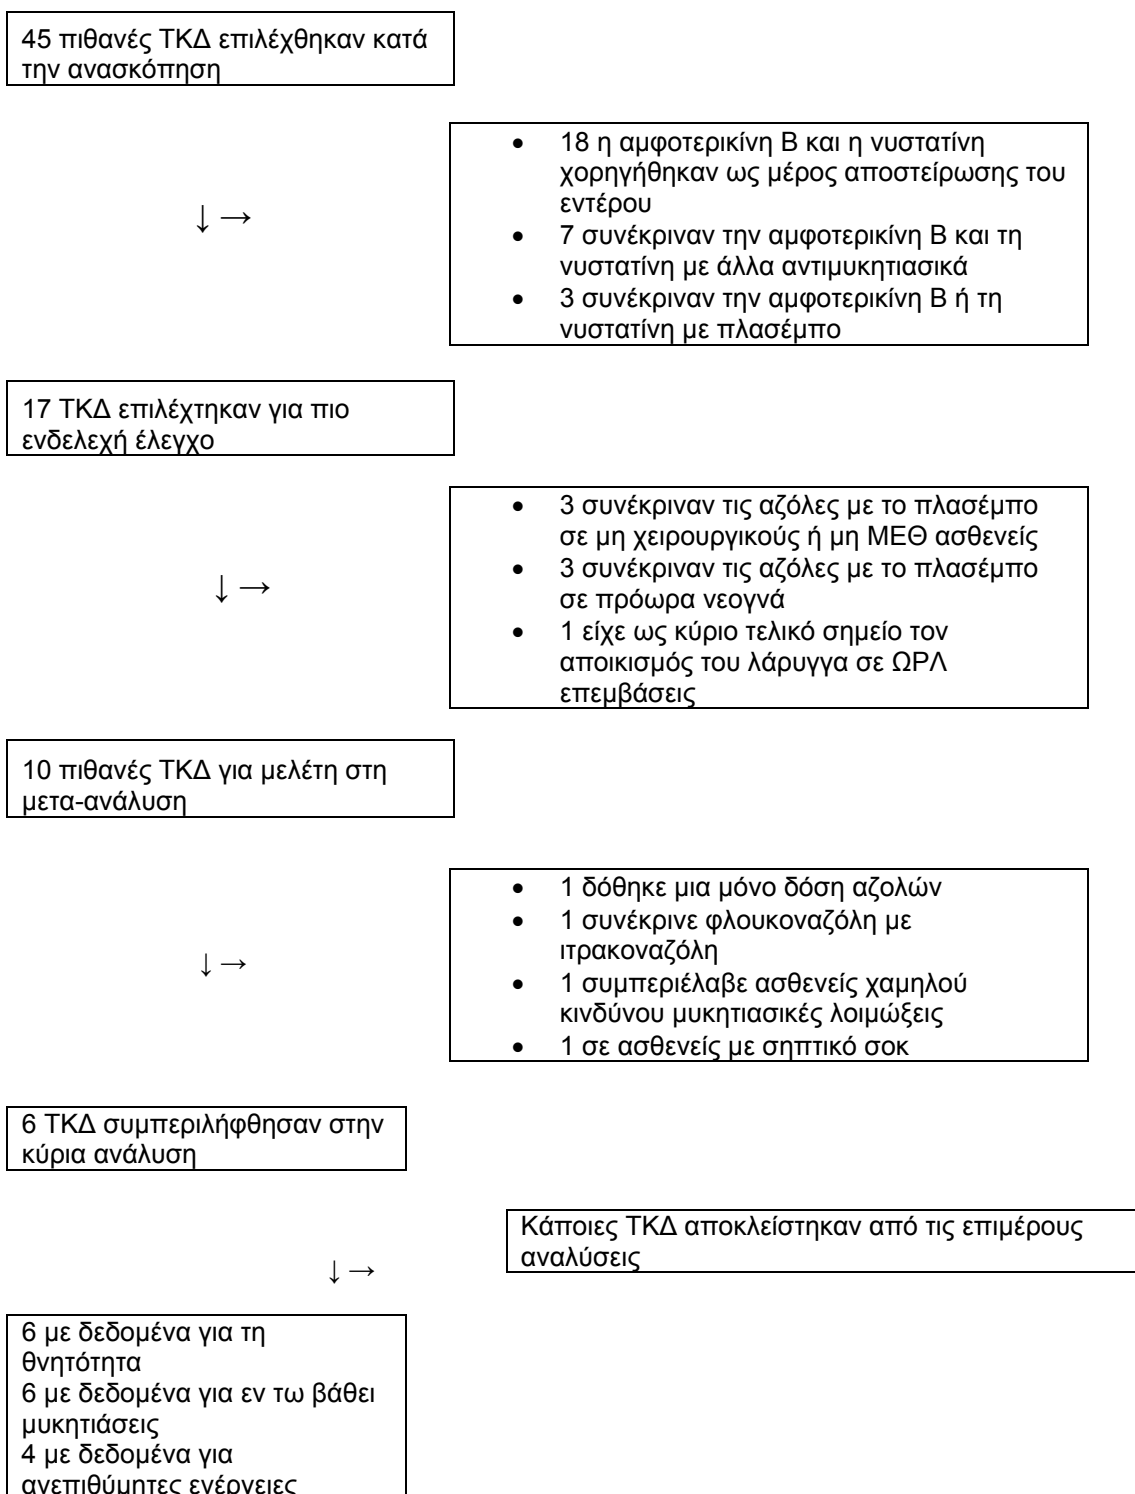 45 πιθανές ΤΚΔ επιλέχθηκαν κατά
την ανασκόπηση
• 18 η αμφοτερικίνη Β και η νυστατίνη
χορηγήθηκαν ως μέρος αποστείρωσης του
εντέρου
↓→
• 7 συνέκριναν την αμφοτερικίνη Β και τη
νυστατίνη με άλλα αντιμυκητιασικά
• 3 συνέκριναν την αμφοτερικίνη Β ή τη
νυστατίνη με πλασέμπο
17 ΤΚΔ επιλέχτηκαν για πιο
ενδελεχή έλεγχο
• 3 συνέκριναν τις αζόλες με το πλασέμπο
σε μη χειρουργικούς ή μη ΜΕΘ ασθενείς
↓→
• 3 συνέκριναν τις αζόλες με το πλασέμπο
σε πρόωρα νεογνά
• 1 είχε ως κύριο τελικό σημείο τον
αποικισμός του λάρυγγα σε ΩΡΛ
επεμβάσεις
10 πιθανές ΤΚΔ για μελέτη στη
μετα-ανάλυση
• 1 δόθηκε μια μόνο δόση αζολών
• 1 συνέκρινε φλουκοναζόλη με
ιτρακοναζόλη
↓→
• 1 συμπεριέλαβε ασθενείς χαμηλού
κινδύνου μυκητιασικές λοιμώξεις
• 1 σε ασθενείς με σηπτικό σοκ
6 ΤΚΔ συμπεριλήφθησαν στην
κύρια ανάλυση
Κάποιες ΤΚΔ αποκλείστηκαν από τις επιμέρους
αναλύσεις
↓→
6 με δεδομένα για τη
θνητότητα
6 με δεδομένα για εν τω βάθει
μυκητιάσεις
4 με δεδομένα για
ανεπιθύμητες ενέργειες